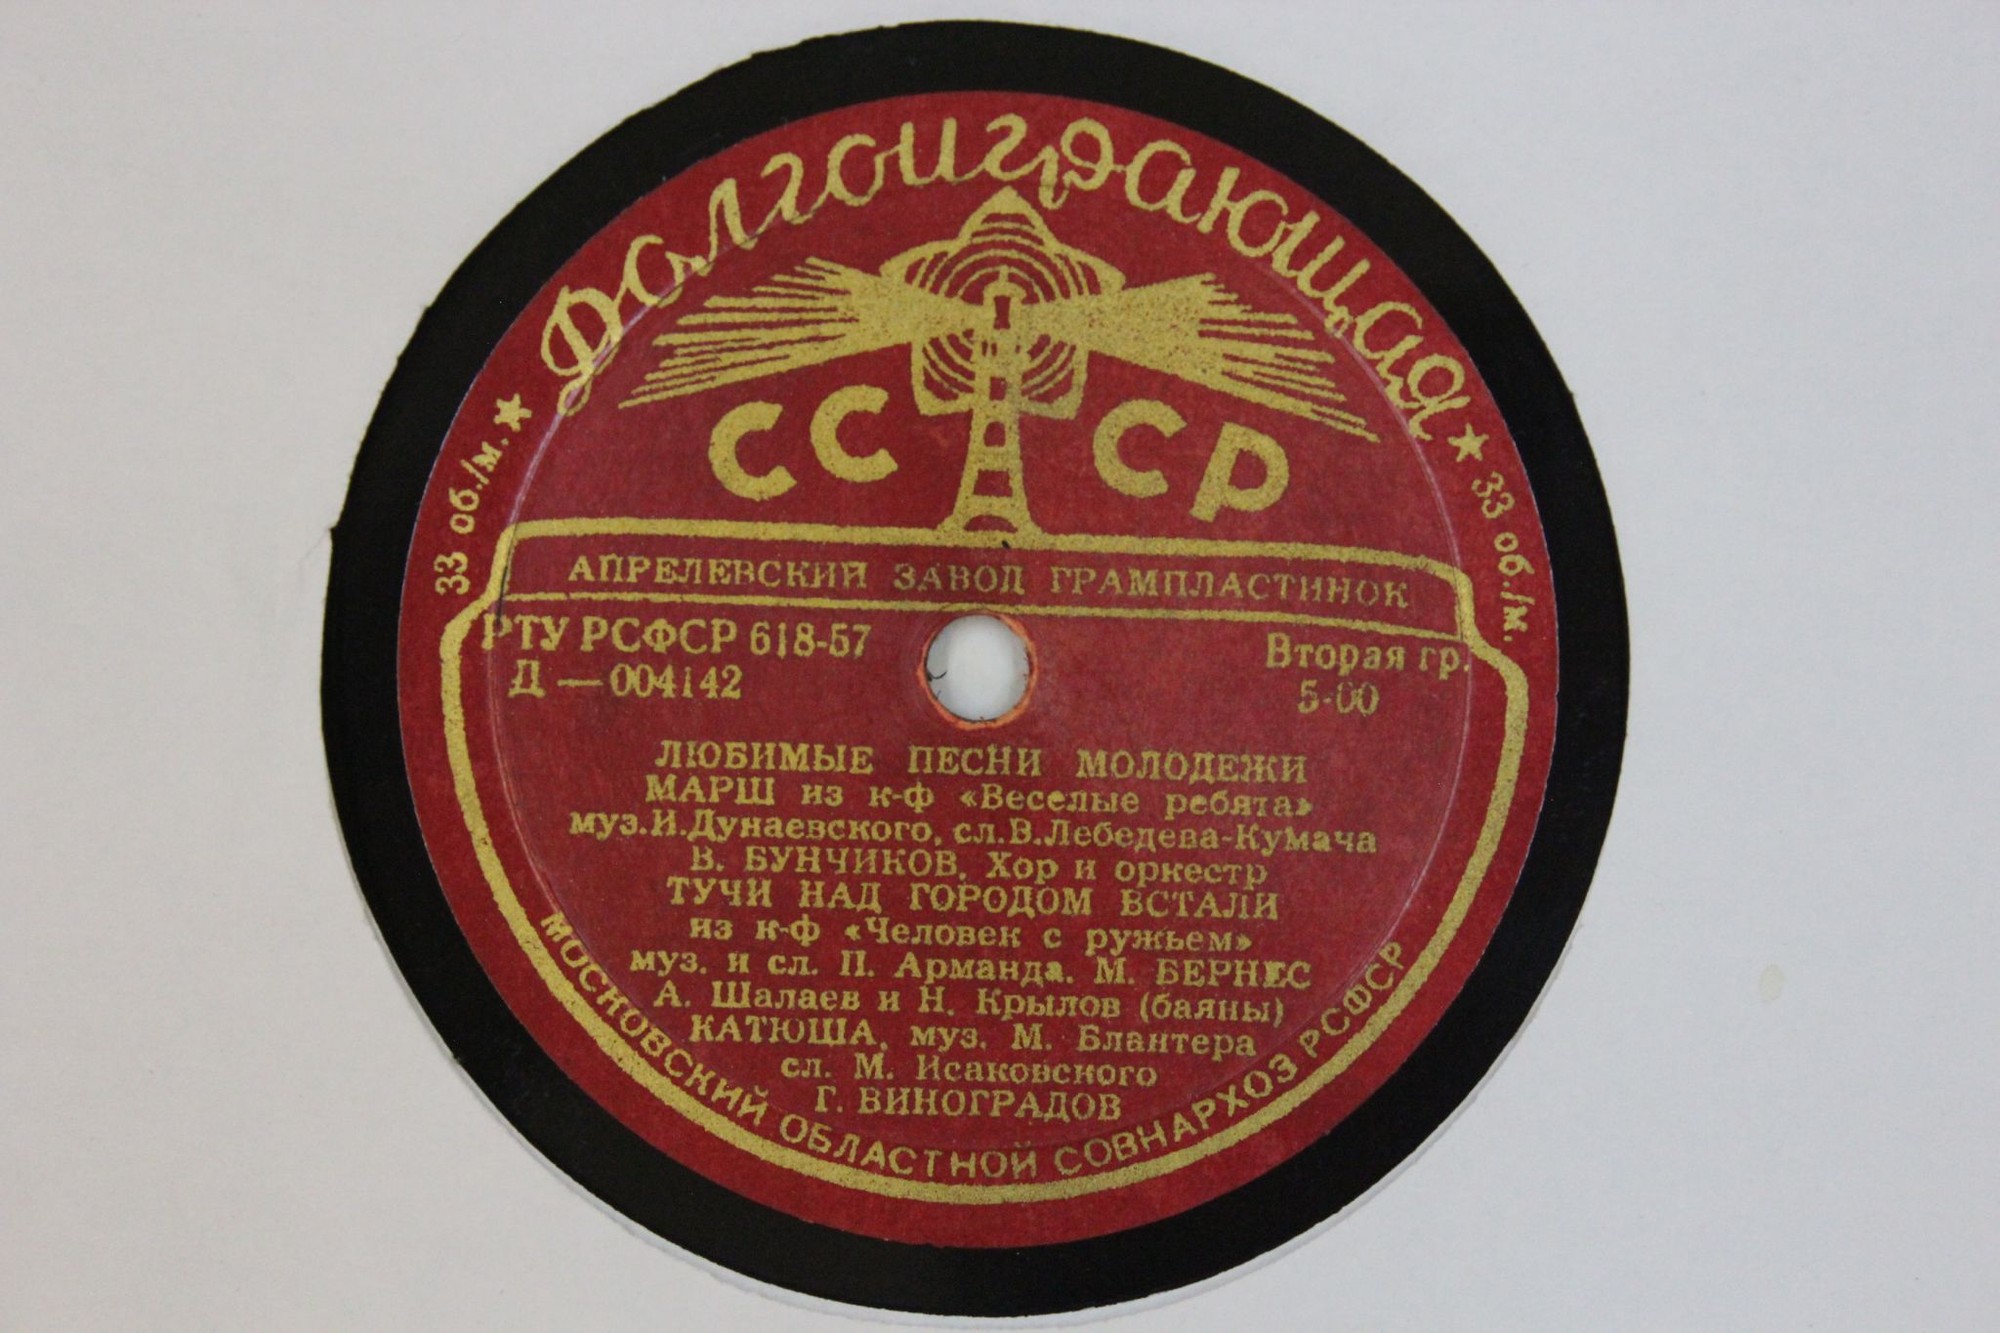 Долгоиграющая
33 об./м.
33 об./м.
СССР
АПРЕЛЕВСКИЙ ЗАВОД ГРАМПЛАСТИНОК
РТУ РСФСР 618-57
Вторая гр.
Д — 004142
5-00
ЛЮБИМЫЕ ПЕСНИ МОЛОДЕЖИ
МАРШ из к-ф «Веселые ребята»
муз.И.Дунаевского, сл.В.Лебедева-Кумача
В. БУНЧИКОВ, Хор и оркестр
ТУЧИ НАД ГОРОДОМ ВСТАЛИ
из к-ф «Человек с ружьем»
муз. и сл. П. Арманда. М. БЕРНЕС
А. Шалаев и Н. Крылов (баяны)
КАТЮША, муз. М. Блантера
сл. М. Исаковского
Г. ВИНОГРАДОВ
МОСКОВСКИЙ ОБЛАСТНОЙ СОВНАРХОЗ РСФСР